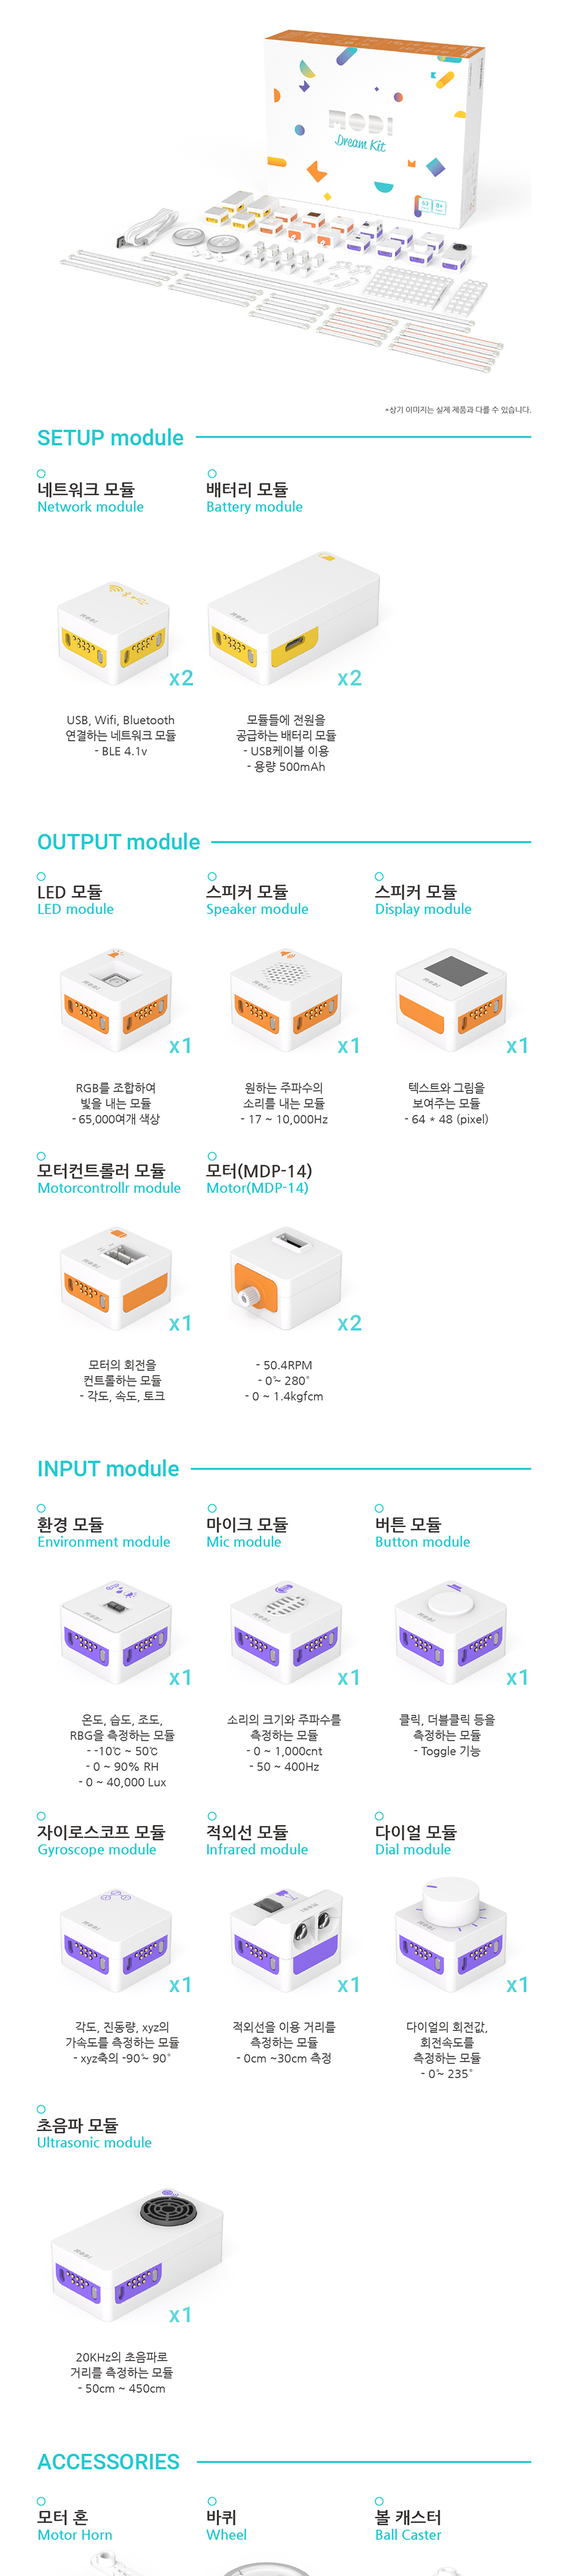 MODI
Dream Kit
*상기 이미지는 실제 제품과 다를 수 있습니다.
SETUP module
네트워크 모듈
Network module
배터리 모듈
Battery module
x2
x2
USB, Wifi, Bluetooth
연결하는 네트워크 모듈
- BLE 4.1v
모듈들에 전원을
공급하는 배터리 모듈
- USB케이블 이용
- 용량 500mAh
OUTPUT module
LED 모듈
LED module
스피커 모듈
Speaker module
스피커 모듈
Display module
x1
x1
x1
RGB를 조합하여
빛을 내는 모듈
- 65,000여개 색상
원하는 주파수의
소리를 내는 모듈
- 17 ~ 10,000Hz
텍스트와 그림을
보여주는 모듈
- 64 * 48 (pixel)
모터컨트롤러 모듈
Motorcontrollr module
모터(MDP-14)
Motor(MDP-14)
x1
x2
모터의 회전을
컨트롤하는 모듈
- 각도, 속도, 토크
- 50.4RPM
- 0°~ 280°
- 0 ~ 1.4kgfcm
INPUT module
환경 모듈
Environment module
마이크 모듈
Mic module
버튼 모듈
Button module
x1
x1
x1
온도, 습도, 조도,
RBG을 측정하는 모듈
- -10℃ ~ 50℃
- 0 ~ 90% RH
- 0 ~ 40,000 Lux
소리의 크기와 주파수를
측정하는 모듈
- 0 ~ 1,000cnt
- 50 ~ 400Hz
클릭, 더블클릭 등을
측정하는 모듈
- Toggle 기능
자이로스코프 모듈
Gyroscope module
적외선 모듈
Infrared module
다이얼 모듈
Dial module
x1
x1
x1
각도, 진동량, xyz의
가속도를 측정하는 모듈
- xyz축의 -90°~ 90°
적외선을 이용 거리를
측정하는 모듈
- 0cm ~30cm 측정
다이얼의 회전값,
회전속도를
측정하는 모듈
- 0°~ 235°
초음파 모듈
Ultrasonic module
x1
20KHz의 초음파로
거리를 측정하는 모듈
- 50cm ~ 450cm
ACCESSORIES
모터 혼
Motor Horn
바퀴
Wheel
볼 캐스터
Ball Caster